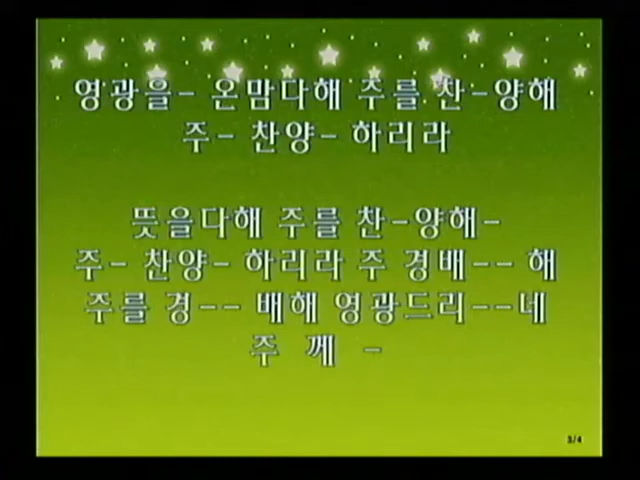 영광을- 온맘다해 주를 찬-양해
주- 찬양- 하리라
뜻을다해 주를 찬-양해-
주- 찬양- 하리라 주 경배-- 해
주를 경-- 배해 영광드리--네
주 께 -
3/4